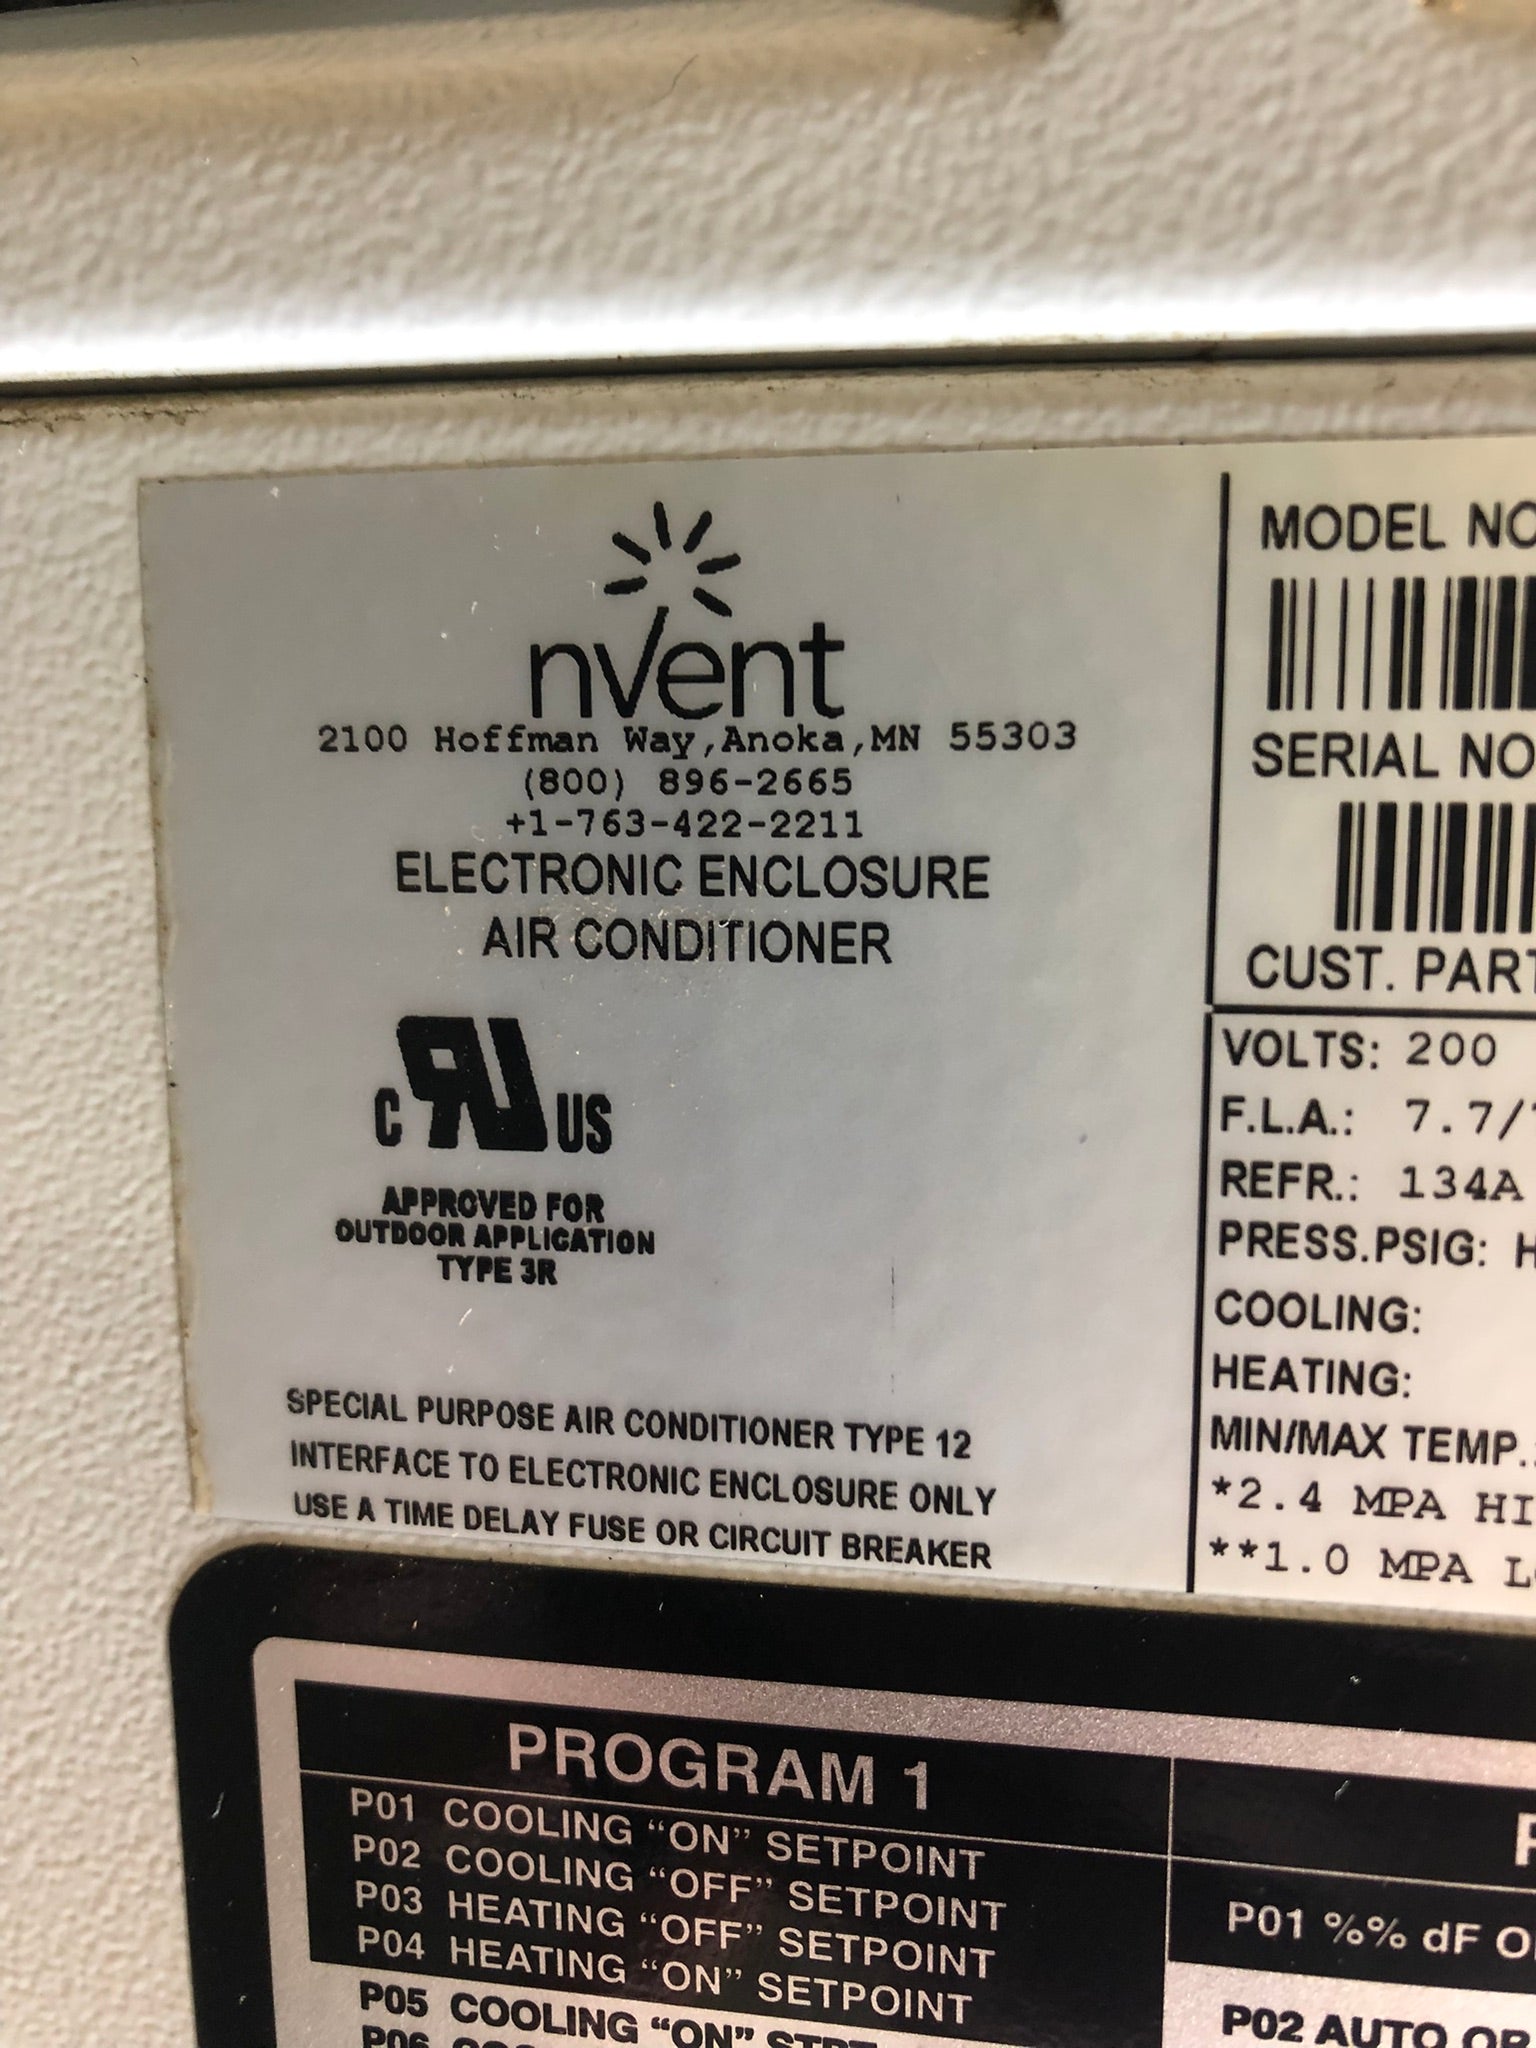 nVent
2100 Hoffman Way,Anoka,MN 55303
(800) 896-2665
+1-763-422-2211
ELECTRONIC ENCLOSURE
AIR CONDITIONER
C RU US
APPROVED FOR
OUTDOOR APPLICATION
TYPE 3R
SPECIAL PURPOSE AIR CONDITIONER TYPE 12
INTERFACE TO ELECTRONIC ENCLOSURE ONLY
USE A TIME DELAY FUSE OR CIRCUIT BREAKER
MODEL NO
SERIAL NO
CUST. PART
VOLTS: 200
F.L.A.: 7.7/
REFR.: 134A
PRESS.PSIG: H
COOLING:
HEATING:
MIN/MAX TEMP.
*2.4 MPA HI
**1.0 MPA L
PROGRAM 1
P01 COOLING "ON" SETPOINT
P02 COOLING "OFF" SETPOINT
P03 HEATING "OFF" SETPOINT
P04 HEATING "ON" SETPOINT
P05 COOLING "ON"
P06
P01 %% dF
P02 AUTO OR